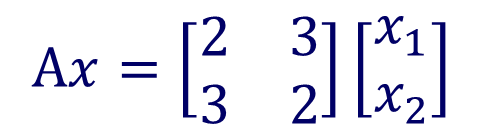 Ax = [2 3; 3 2] [x₁; x₂]